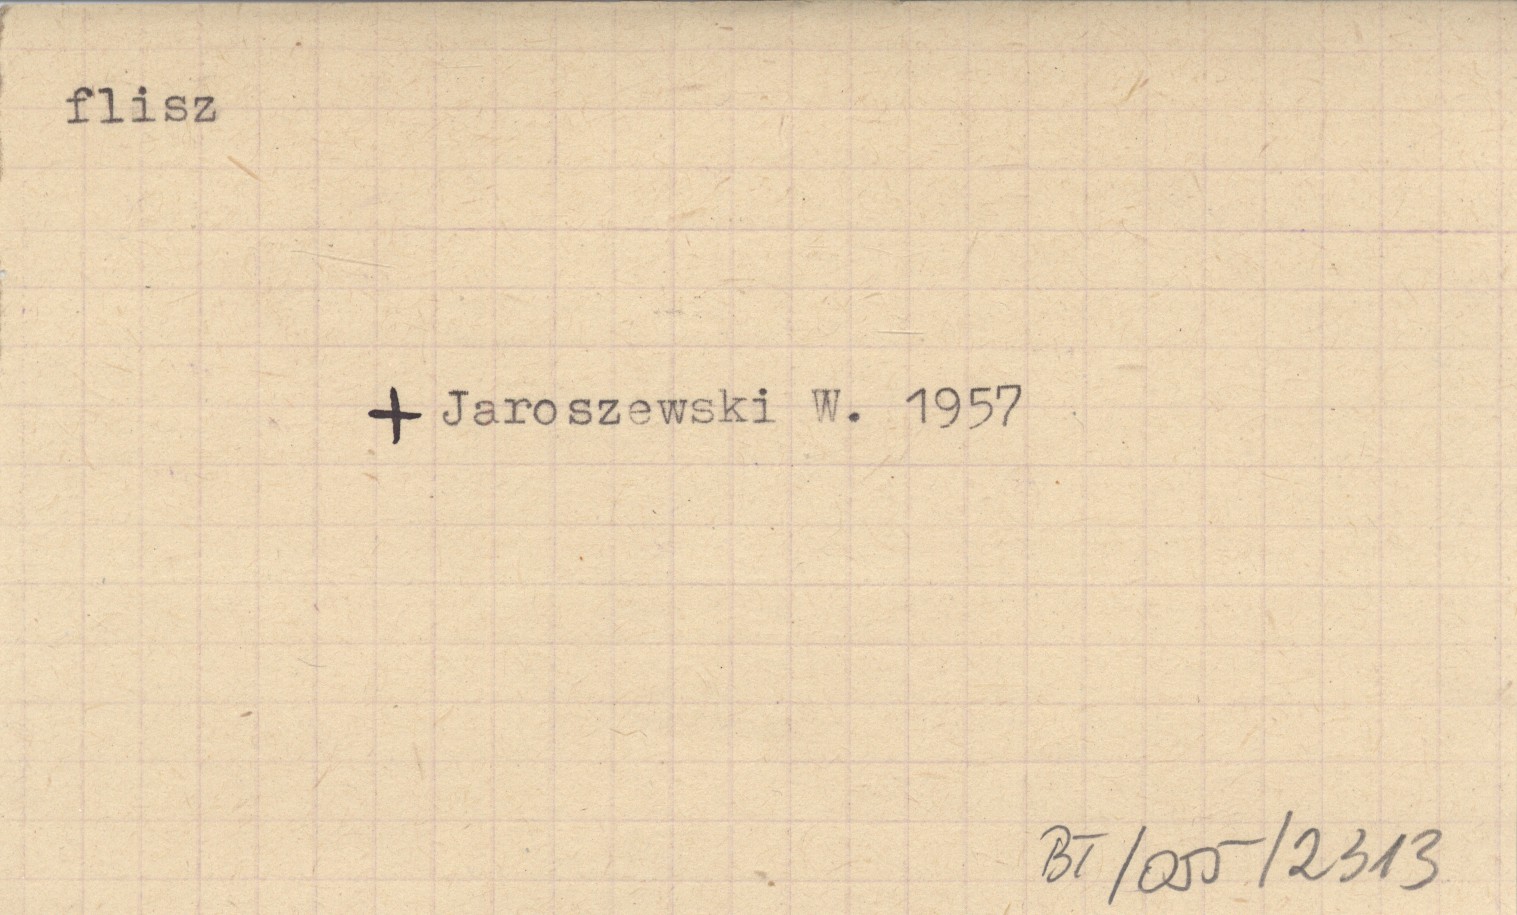 flisz
+ Jaroszewski W. 1957
BT/055/2313